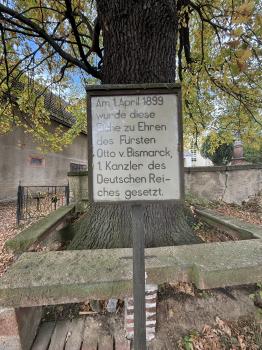 Am 1. April 1899
wurde diese
Eiche zu Ehren
des Fürsten
Otto v. Bismarck,
1. Kanzler des
Deutschen Rei-
ches gesetzt.